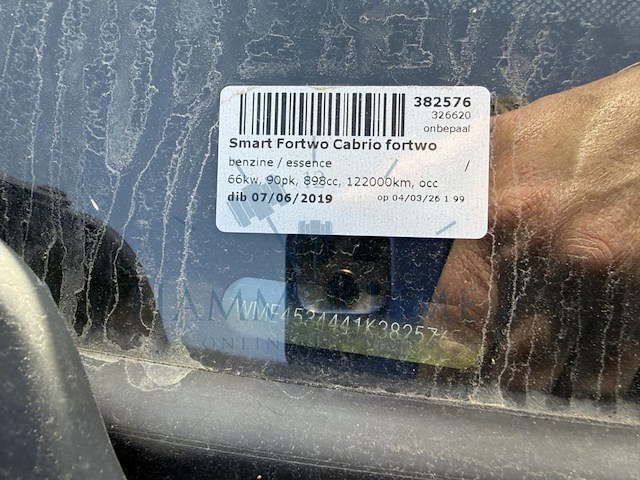 382576
326620
onbepaal
Smart Fortwo Cabrio fortwo
benzine / essence /
66kw, 90pk, 898cc, 122000km, occ
dib 07/06/2019 op 04/03/26 1 99
ONLINE